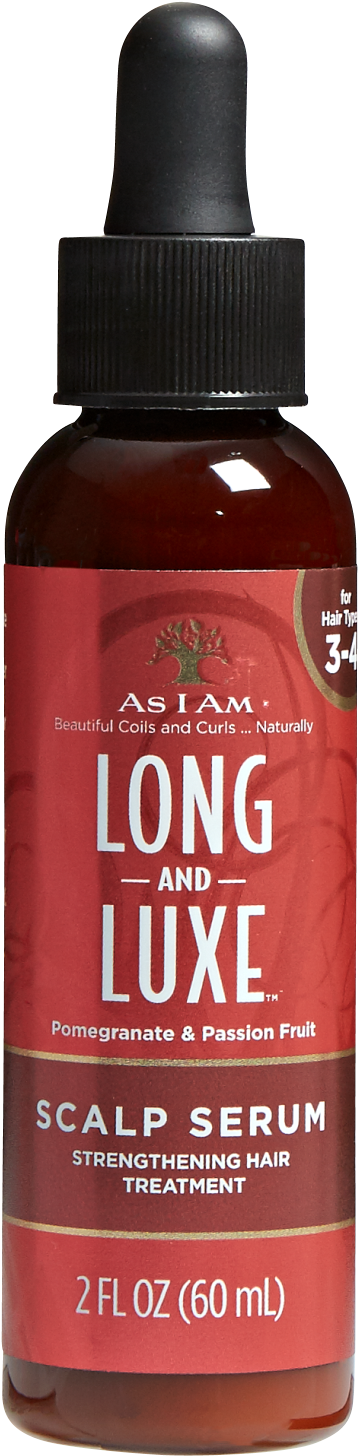 for
Hair Types
3-4
As I Am
Beautiful Coils and Curls ... Naturally
LONG
AND
LUXE™
Pomegranate & Passion Fruit
SCALP SERUM
STRENGTHENING HAIR
TREATMENT
2 FL OZ (60 mL)